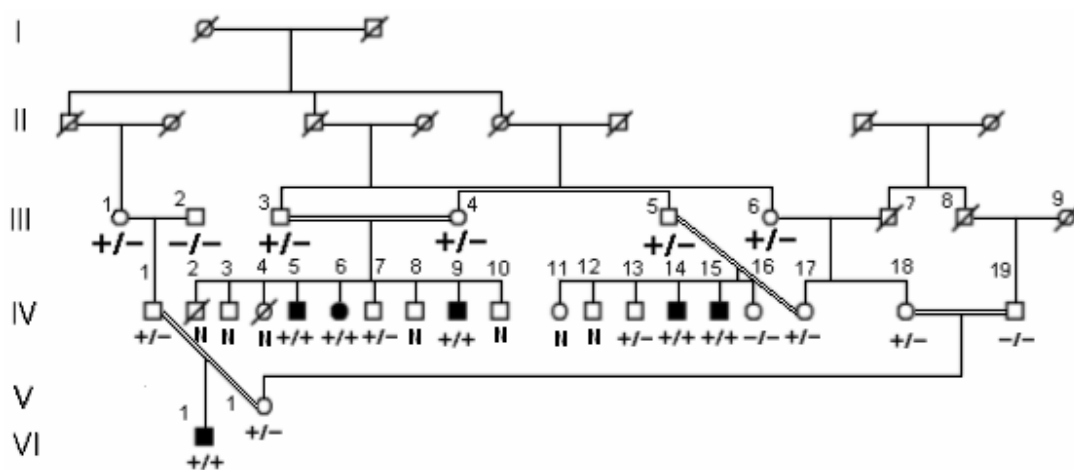 I
II
1 2 3 4 5 6 7 8 9
III
+/− −/− +/− +/− +/−
1 2 3 4 5 6 7 8 9 10 11 12 13 14 15 16 17 18 19
IV
+/− N N N +/+ +/+ +/− N +/+ N N N +/− +/+ +/+ −/− +/− +/− −/−
V
1
+/−
1
VI
+/+